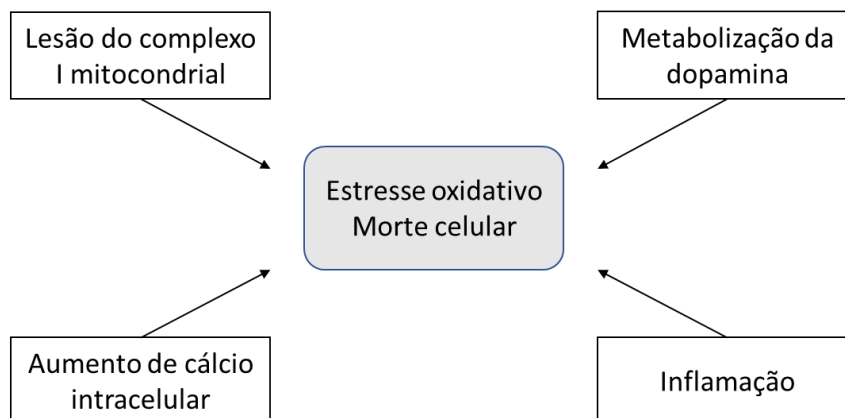 Lesão do complexo
I mitocondrial
Metabolização da
dopamina
Estresse oxidativo
Morte celular
Aumento de cálcio
intracelular
Inflamação